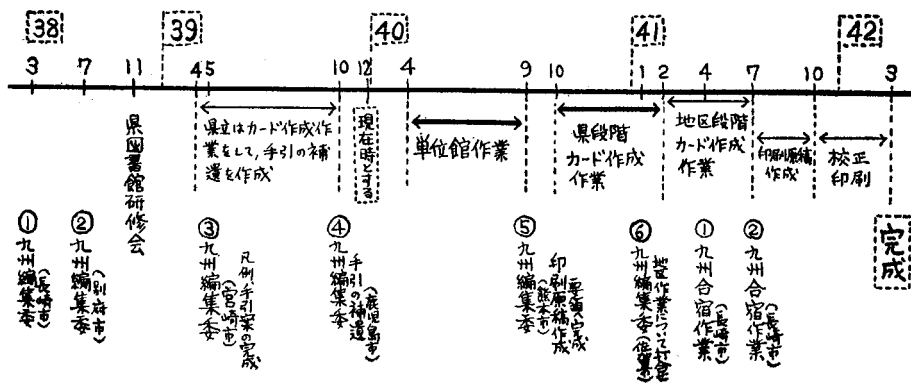 38
39
40
41
42
3
7
11
4
5
10
12
4
9
10
1
2
4
7
10
3
県図書館研修会
県立はカード作成作
業をして,手引の補
遺を作成
現在時とする
単位館作業
県段階
カード作成
作業
地区段階
カード作成
作業
印刷原稿
作成
校正
印刷
完成
① 九州編集委
(長崎市)
② 九州編集委
(別府市)
③ 九州編集委
(宮崎市)
凡例,手引案の完成
④ 九州編集委
手引の補遺
(鹿児島市)
⑤ 九州編集委
(熊本市)
印刷原稿作成
要領完成
⑥ 九州編集委(佐賀市)
地区作業について打合
① 九州合宿作業
(長崎市)
② 九州合宿作業
(長崎市)